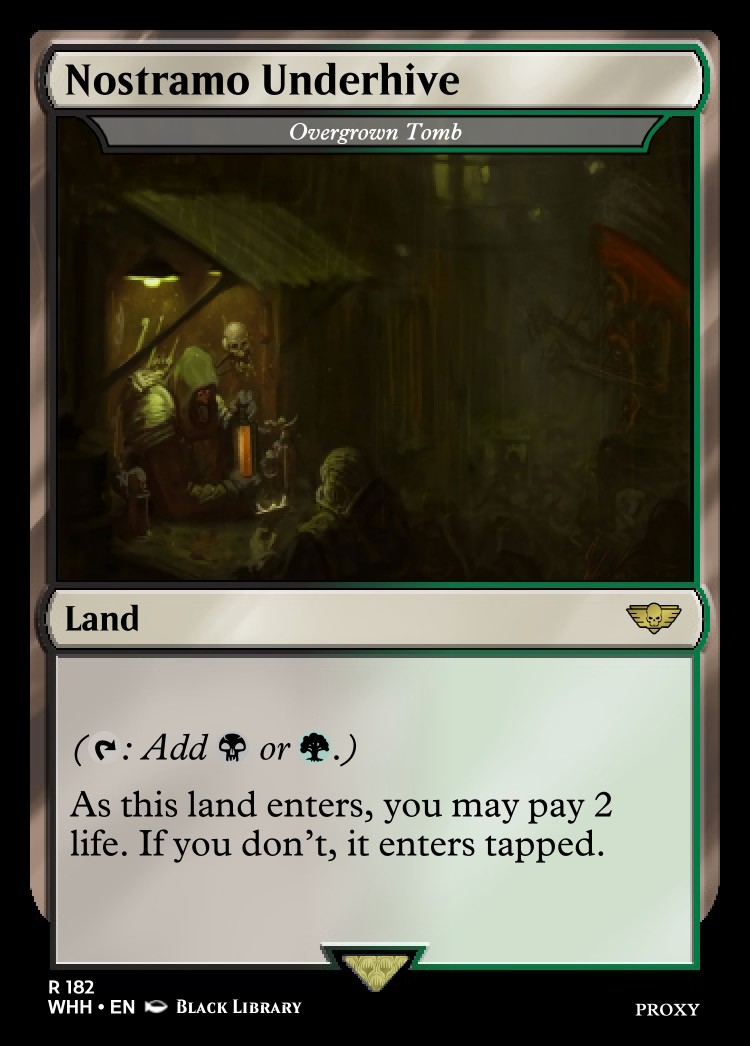 Nostramo Underhive
Overgrown Tomb
Land
(: Add or .)
As this land enters, you may pay 2
life. If you don't, it enters tapped.
R 182
WHH • EN BLACK LIBRARY
PROXY